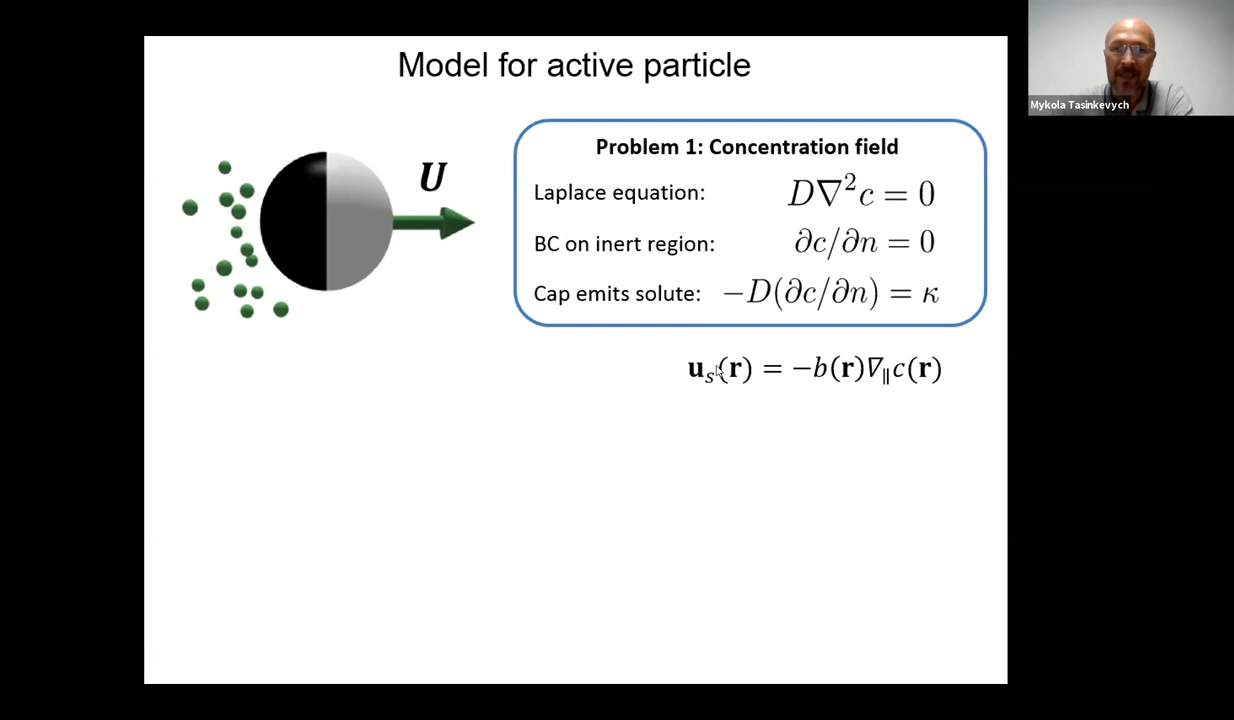 Model for active particle
Mykola Tasinkevych
U
Problem 1: Concentration field
Laplace equation: D∇²c = 0
BC on inert region: ∂c/∂n = 0
Cap emits solute: −D(∂c/∂n) = κ
uₛ(r) = −b(r)∇∥c(r)